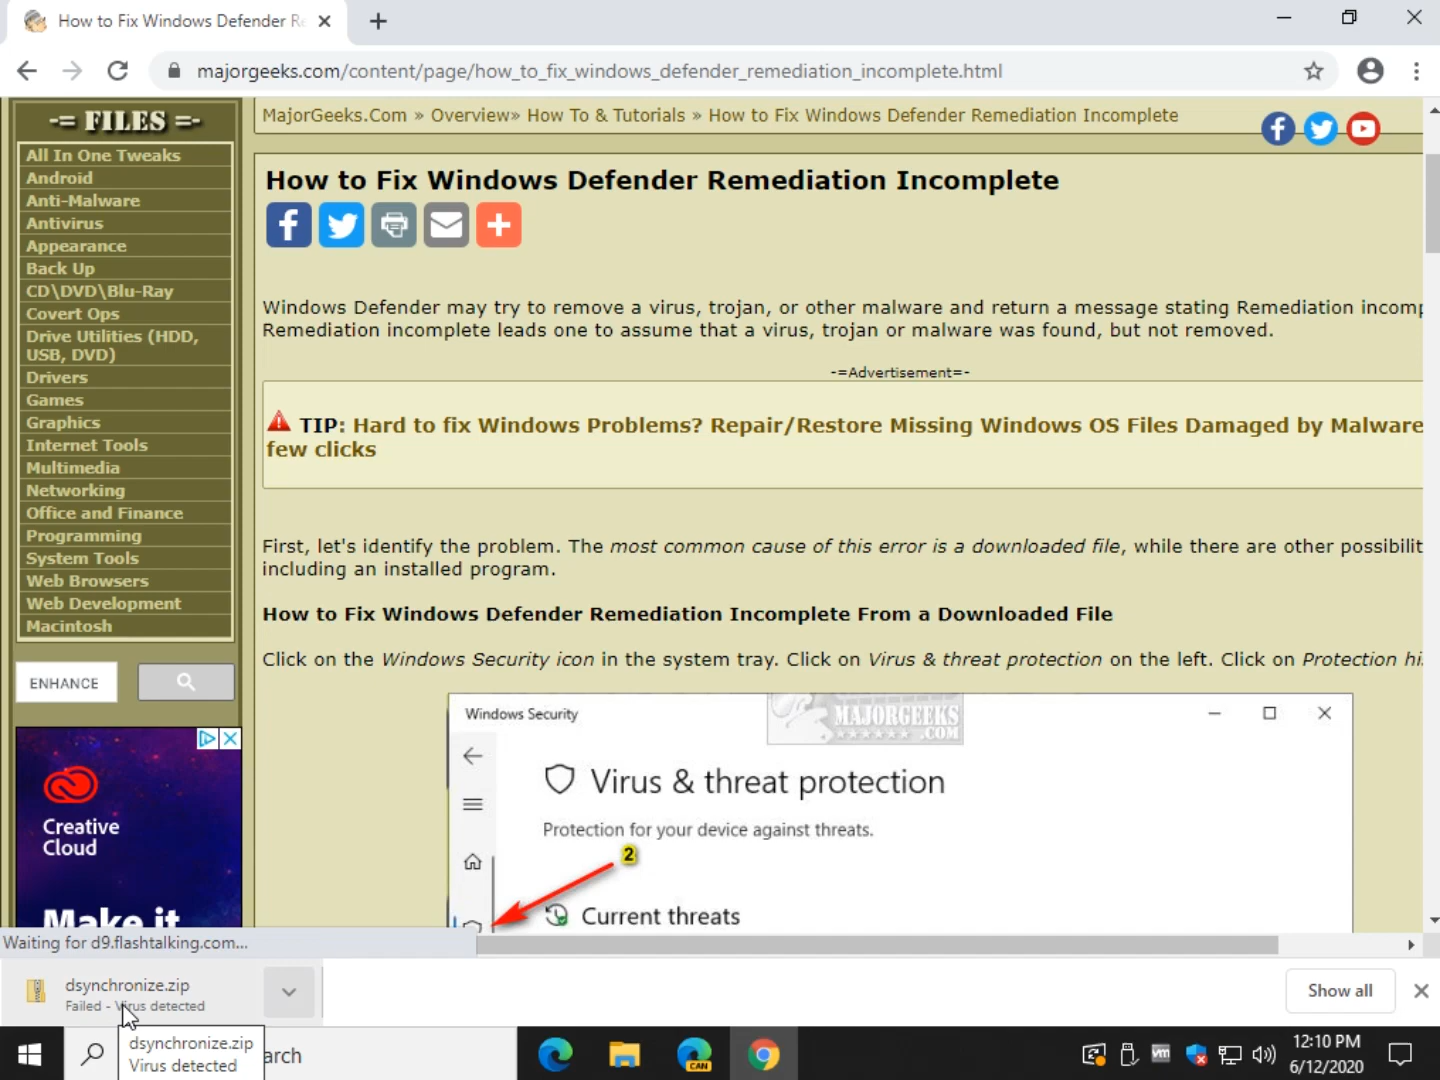 How to Fix Windows Defender Re
majorgeeks.com/content/page/how_to_fix_windows_defender_remediation_incomplete.html
-= FILES =-
All In One Tweaks
Android
Anti-Malware
Antivirus
Appearance
Back Up
CD\DVD\Blu-Ray
Covert Ops
Drive Utilities (HDD,
USB, DVD)
Drivers
Games
Graphics
Internet Tools
Multimedia
Networking
Office and Finance
Programming
System Tools
Web Browsers
Web Development
Macintosh
ENHANCE
Creative
Cloud
Make it
MajorGeeks.Com » Overview» How To & Tutorials » How to Fix Windows Defender Remediation Incomplete
How to Fix Windows Defender Remediation Incomplete
Windows Defender may try to remove a virus, trojan, or other malware and return a message stating Remediation incomp
Remediation incomplete leads one to assume that a virus, trojan or malware was found, but not removed.
-=Advertisement=-
TIP: Hard to fix Windows Problems? Repair/Restore Missing Windows OS Files Damaged by Malware
few clicks
First, let's identify the problem. The most common cause of this error is a downloaded file, while there are other possibilit
including an installed program.
How to Fix Windows Defender Remediation Incomplete From a Downloaded File
Click on the Windows Security icon in the system tray. Click on Virus & threat protection on the left. Click on Protection hi
Windows Security
MAJORGEEKS
.COM
Virus & threat protection
Protection for your device against threats.
2
Current threats
Waiting for d9.flashtalking.com...
dsynchronize.zip
Failed - Virus detected
Show all
dsynchronize.zip
Virus detected
arch
CAN
vm
12:10 PM
6/12/2020